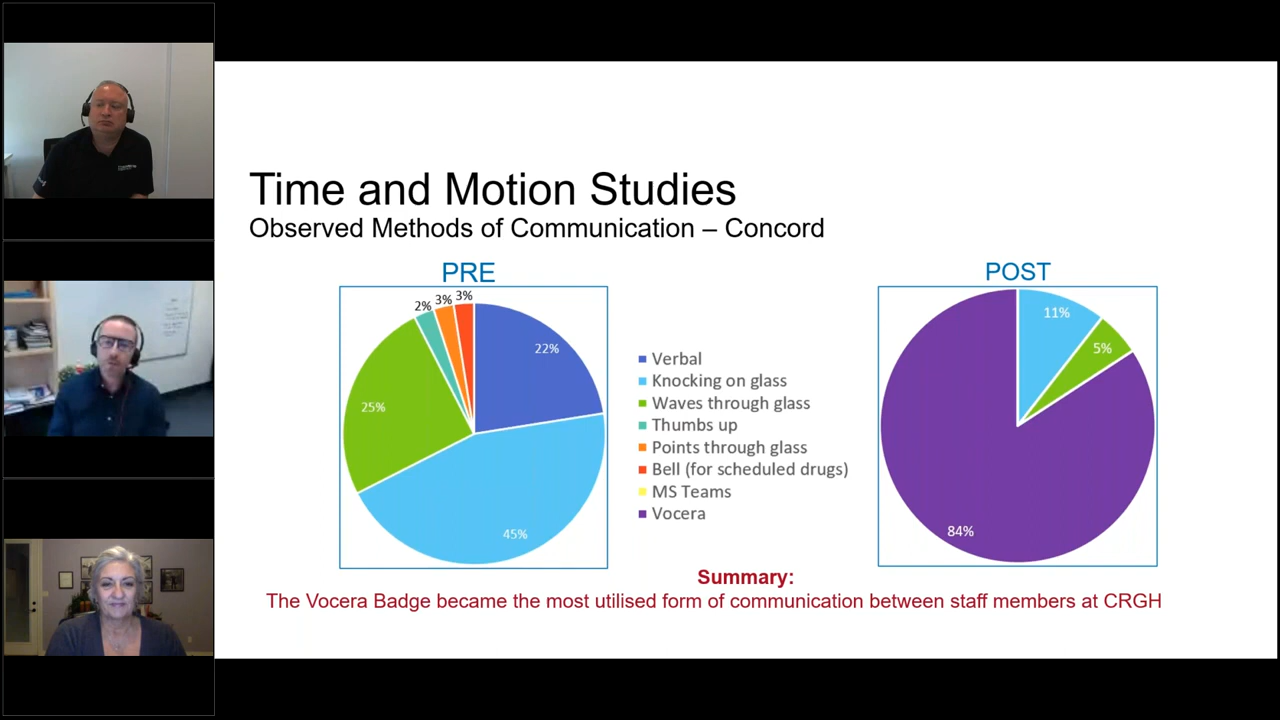 Time and Motion Studies
Observed Methods of Communication – Concord
PRE
2%
3%
3%
22%
25%
45%
Verbal
Knocking on glass
Waves through glass
Thumbs up
Points through glass
Bell (for scheduled drugs)
MS Teams
Vocera
POST
11%
5%
84%
Summary:
The Vocera Badge became the most utilised form of communication between staff members at CRGH